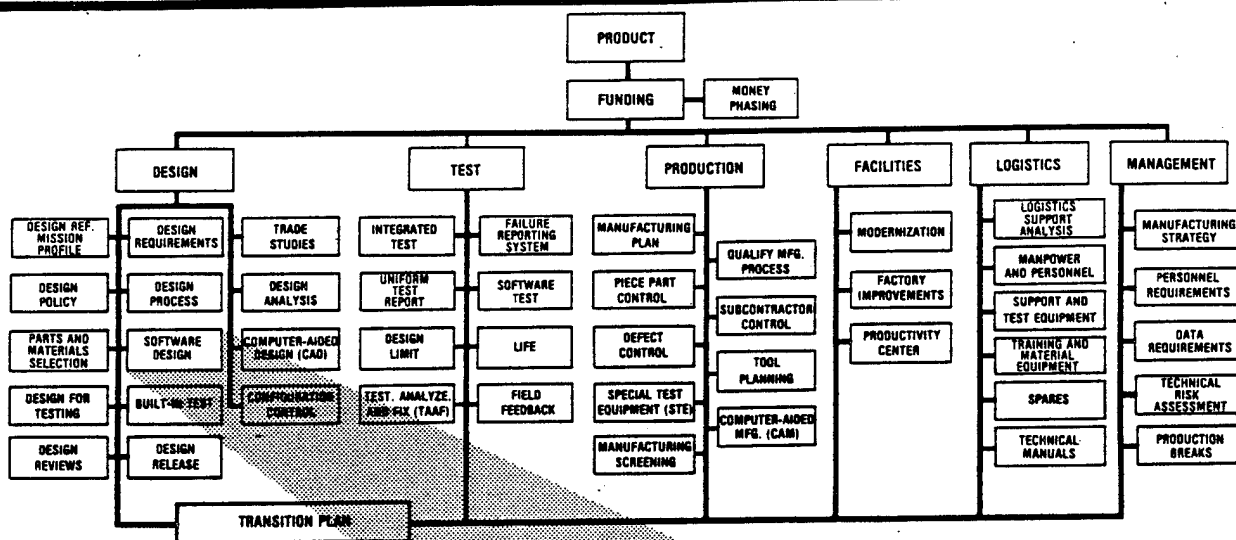 PRODUCT
FUNDING
MONEY
PHASING
DESIGN
TEST
PRODUCTION
FACILITIES
LOGISTICS
MANAGEMENT
DESIGN REF.
MISSION
PROFILE
DESIGN
REQUIREMENTS
TRADE
STUDIES
DESIGN
POLICY
DESIGN
PROCESS
DESIGN
ANALYSIS
PARTS AND
MATERIALS
SELECTION
SOFTWARE
DESIGN
COMPUTER-AIDED
DESIGN (CAD)
DESIGN FOR
TESTING
BUILT-IN TEST
CONFIGURATION
CONTROL
DESIGN
REVIEWS
DESIGN
RELEASE
INTEGRATED
TEST
FAILURE
REPORTING
SYSTEM
UNIFORM
TEST
REPORT
SOFTWARE
TEST
DESIGN
LIMIT
LIFE
TEST, ANALYZE,
AND FIX (TAAF)
FIELD
FEEDBACK
MANUFACTURING
PLAN
QUALIFY MFG.
PROCESS
PIECE PART
CONTROL
SUBCONTRACTOR
CONTROL
DEFECT
CONTROL
TOOL
PLANNING
SPECIAL TEST
EQUIPMENT (STE)
COMPUTER-AIDED
MFG. (CAM)
MANUFACTURING
SCREENING
MODERNIZATION
FACTORY
IMPROVEMENTS
PRODUCTIVITY
CENTER
LOGISTICS
SUPPORT
ANALYSIS
MANPOWER
AND PERSONNEL
SUPPORT AND
TEST EQUIPMENT
TRAINING AND
MATERIAL
EQUIPMENT
SPARES
TECHNICAL
MANUALS
MANUFACTURING
STRATEGY
PERSONNEL
REQUIREMENTS
DATA
REQUIREMENTS
TECHNICAL
RISK
ASSESSMENT
PRODUCTION
BREAKS
TRANSITION PLAN